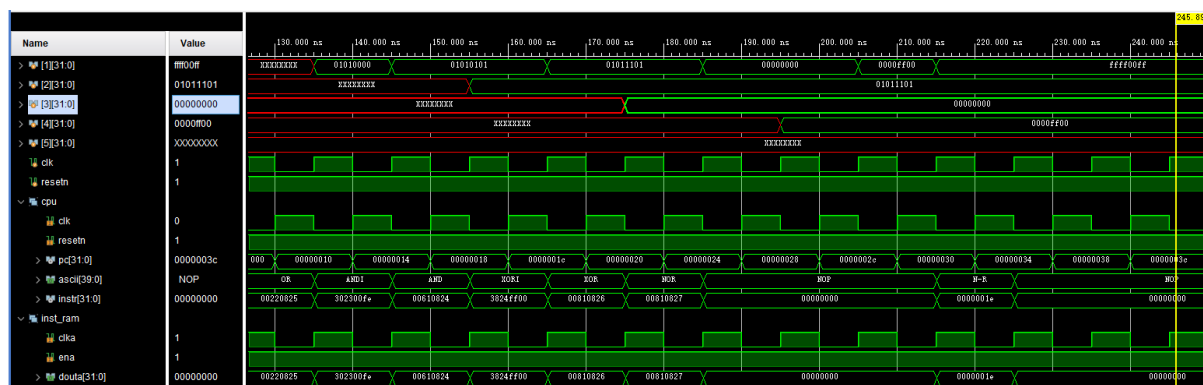 245.89
Name Value 130.000 ns 140.000 ns 150.000 ns 160.000 ns 170.000 ns 180.000 ns 190.000 ns 200.000 ns 210.000 ns 220.000 ns 230.000 ns 240.000 ns
[1][31:0] ffff00ff XXXXXXXX 01010000 01010101 01011101 00000000 0000ff00 ffff00ff
[2][31:0] 01011101 XXXXXXXX 01011101
[3][31:0] 00000000 XXXXXXXX 00000000
[4][31:0] 0000ff00 XXXXXXXX 0000ff00
[5][31:0] XXXXXXXX XXXXXXXX
clk 1
resetn 1
cpu
clk 0
resetn 1
pc[31:0] 0000003c 000 00000010 00000014 00000018 0000001c 00000020 00000024 00000028 0000002c 00000030 00000034 00000038 0000003c
ascii[39:0] NOP OR ANDI AND XORI XOR NOR NOP N-R NO
instr[31:0] 00000000 00220825 302300fe 00610824 3824ff00 00810826 00810827 00000000 0000001e 00000000
inst_ram
clka 1
ena 1
douta[31:0] 00000000 00220825 302300fe 00610824 3824ff00 00810826 00810827 00000000 0000001e 00000000